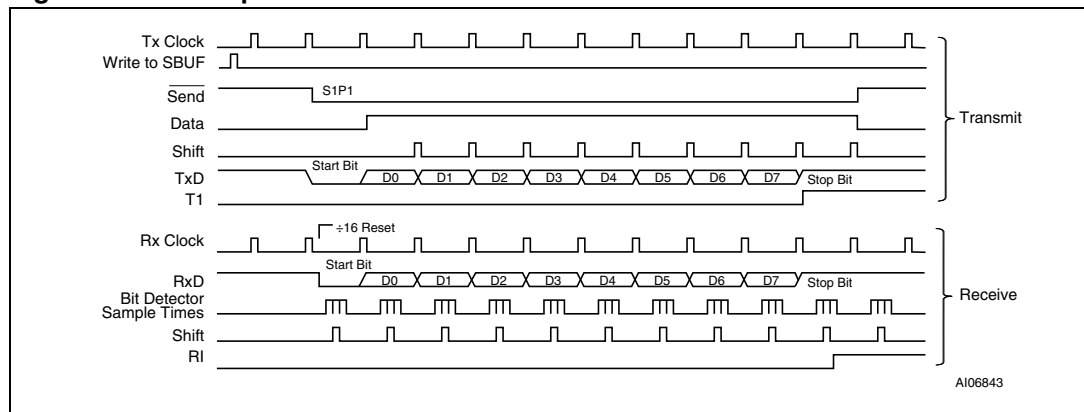 Tx Clock
Write to SBUF
Send
S1P1
Data
Shift
TxD
Start Bit
D0 D1 D2 D3 D4 D5 D6 D7
Stop Bit
T1
Transmit
Rx Clock
÷16 Reset
RxD
Start Bit
D0 D1 D2 D3 D4 D5 D6 D7
Stop Bit
Bit Detector
Sample Times
Shift
RI
Receive
AI06843